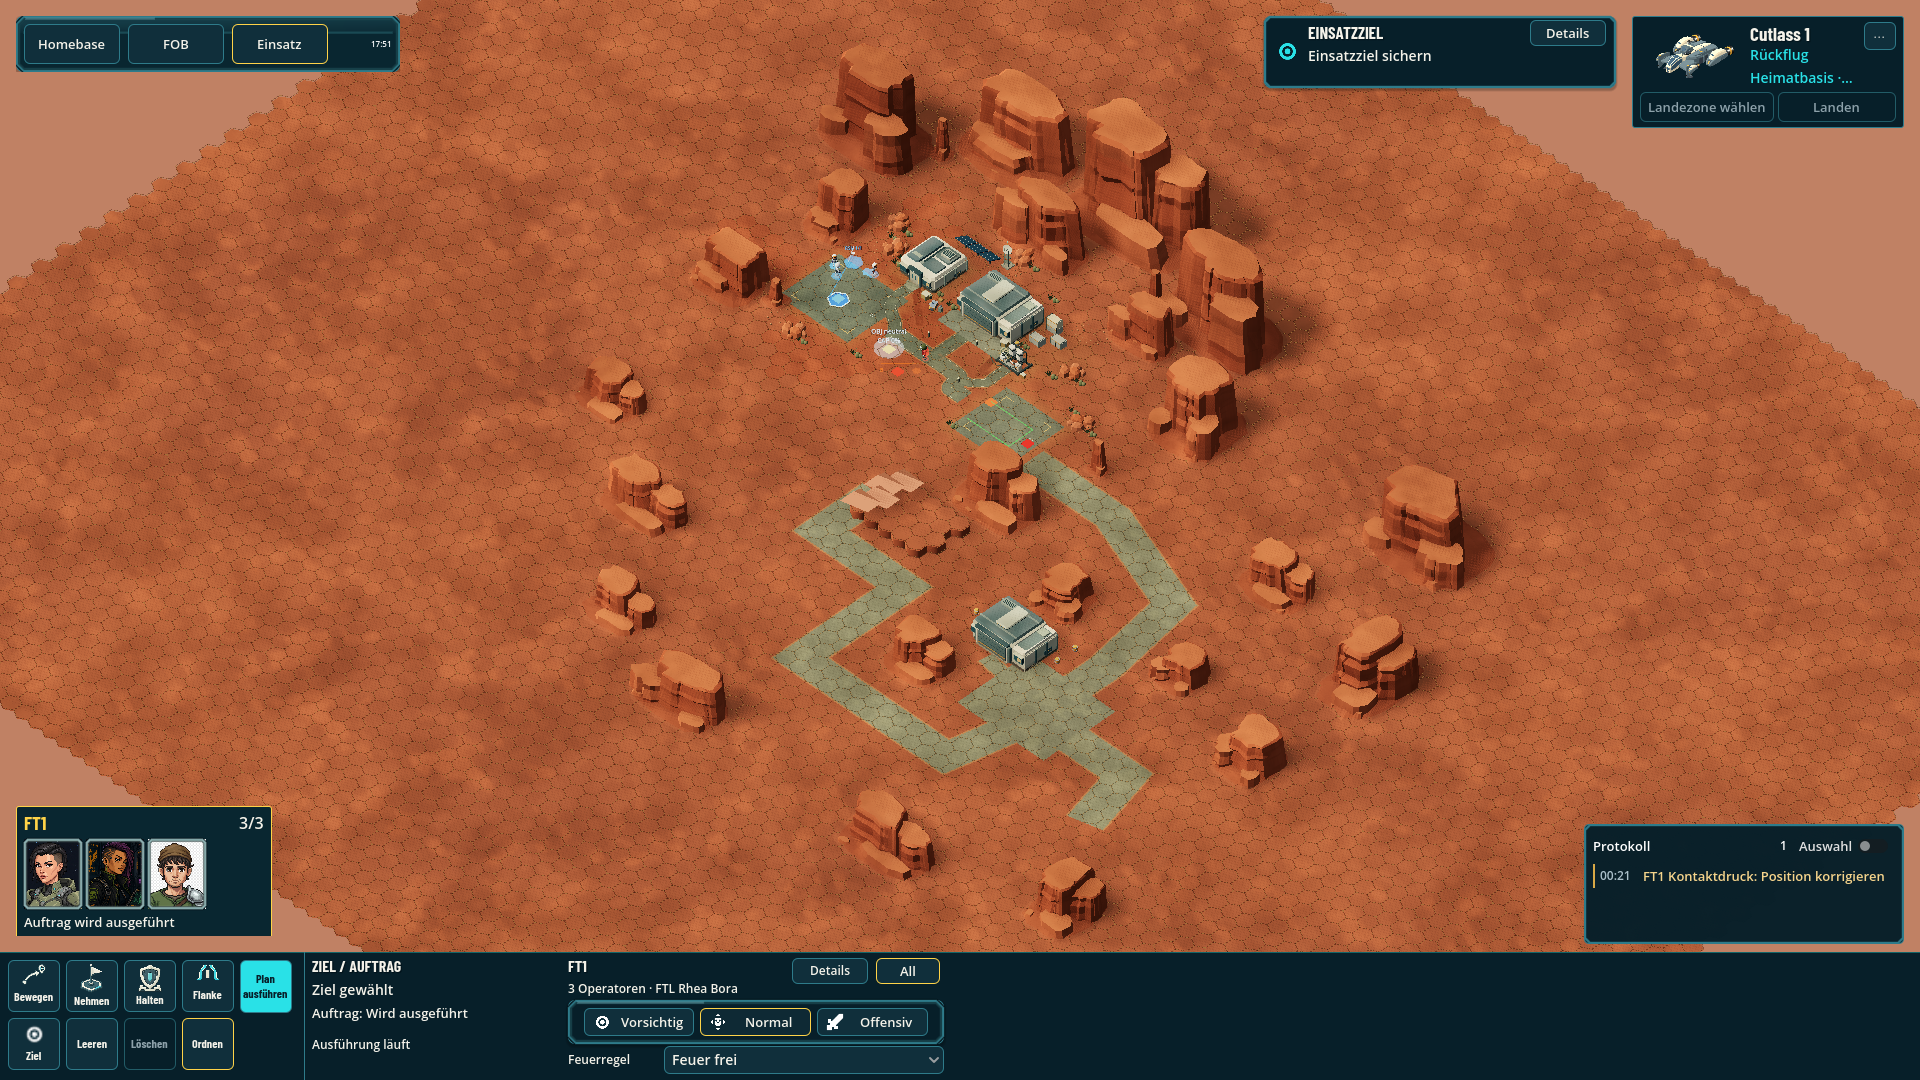 Homebase
FOB
Einsatz
17:51
EINSATZZIEL
Details
Einsatzziel sichern
Cutlass 1
...
Rückflug
Heimatbasis ·...
Landezone wählen
Landen
OBJ neutral
FT1
3/3
Auftrag wird ausgeführt
Protokoll
1
Auswahl
00:21
FT1 Kontaktdruck: Position korrigieren
Bewegen
Nehmen
Halten
Flanke
Plan
ausführen
Ziel
Leeren
Löschen
Ordnen
ZIEL / AUFTRAG
Ziel gewählt
Auftrag: Wird ausgeführt
Ausführung läuft
FT1
Details
All
3 Operatoren · FTL Rhea Bora
Vorsichtig
Normal
Offensiv
Feuerregel
Feuer frei